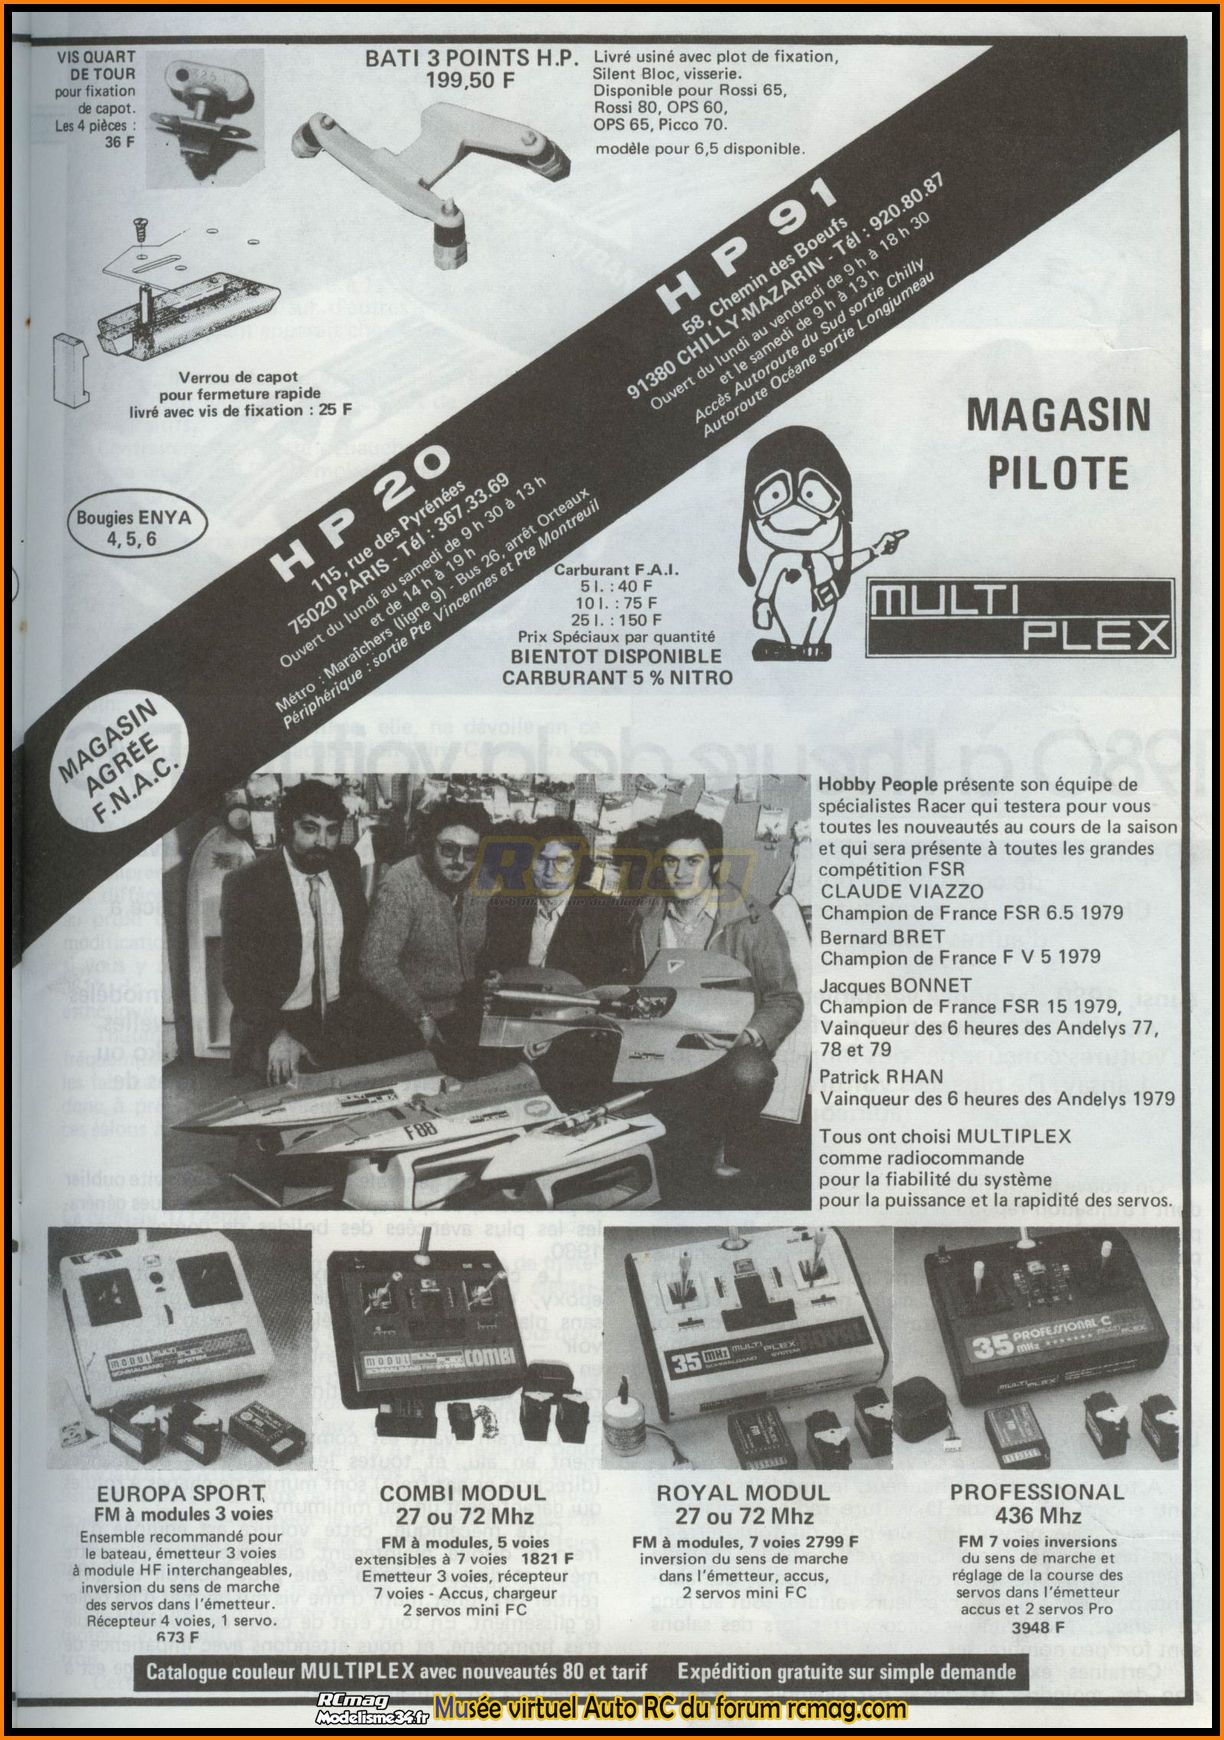 VIS QUART
DE TOUR
pour fixation
de capot.
Les 4 pièces :
36 F
BATI 3 POINTS H.P.
199,50 F
Livré usiné avec plot de fixation,
Silent Bloc, visserie.
Disponible pour Rossi 65,
Rossi 80, OPS 60,
OPS 65, Picco 70.
modèle pour 6,5 disponible.
Verrou de capot
pour fermeture rapide
livré avec vis de fixation : 25 F
Bougies ENYA
4, 5, 6
HP 91
58, Chemin des Boeufs
91380 CHILLY-MAZARIN - Tél : 920.80.87
Ouvert du lundi au vendredi de 9 h à 18 h 30
et le samedi de 9 h à 13 h
Accès Autoroute du Sud sortie Chilly
Autoroute Océane sortie Longjumeau
HP 20
115, rue des Pyrénées
75020 PARIS - Tél : 367.33.69
Ouvert du lundi au samedi de 9 h 30 à 13 h
et de 14 h à 19 h
Métro : Maraîchers (ligne 9) - Bus 26, arrêt Orteaux
Périphérique : sortie Pte Vincennes et Pte Montreuil
MAGASIN
AGRÉE
F.N.A.C.
MAGASIN
PILOTE
MULTI
PLEX
Carburant F.A.I.
5 l. : 40 F
10 l. : 75 F
25 l. : 150 F
Prix Spéciaux par quantité
BIENTOT DISPONIBLE
CARBURANT 5 % NITRO
RCmag
F88
Hobby People présente son équipe de
spécialistes Racer qui testera pour vous
toutes les nouveautés au cours de la saison
et qui sera présente à toutes les grandes
compétition FSR
CLAUDE VIAZZO
Champion de France FSR 6.5 1979
Bernard BRET
Champion de France F V 5 1979
Jacques BONNET
Champion de France FSR 15 1979,
Vainqueur des 6 heures des Andelys 77,
78 et 79
Patrick RHAN
Vainqueur des 6 heures des Andelys 1979
Tous ont choisi MULTIPLEX
comme radiocommande
pour la fiabilité du système
pour la puissance et la rapidité des servos.
MODUL MULTIPLEX
MODUL
COMBI
35 MHz MULTIPLEX ROYAL
35 MHz PROFESSIONAL C
MULTIPLEX
EUROPA SPORT
FM à modules 3 voies
Ensemble recommandé pour
le bateau, émetteur 3 voies
à module HF interchangeables,
inversion du sens de marche
des servos dans l'émetteur.
Récepteur 4 voies, 1 servo.
673 F
COMBI MODUL
27 ou 72 Mhz
FM à modules, 5 voies
extensibles à 7 voies 1821 F
Emetteur 3 voies, récepteur
7 voies - Accus, chargeur
2 servos mini FC
ROYAL MODUL
27 ou 72 Mhz
FM à modules, 7 voies 2799 F
inversion du sens de marche
dans l'émetteur, accus,
2 servos mini FC
PROFESSIONAL
436 Mhz
FM 7 voies inversions
du sens de marche et
réglage de la course des
servos dans l'émetteur
accus et 2 servos Pro
3948 F
Catalogue couleur MULTIPLEX avec nouveautés 80 et tarif Expédition gratuite sur simple demande
RCmag
Modelisme34.fr
Musée virtuel Auto RC du forum rcmag.com